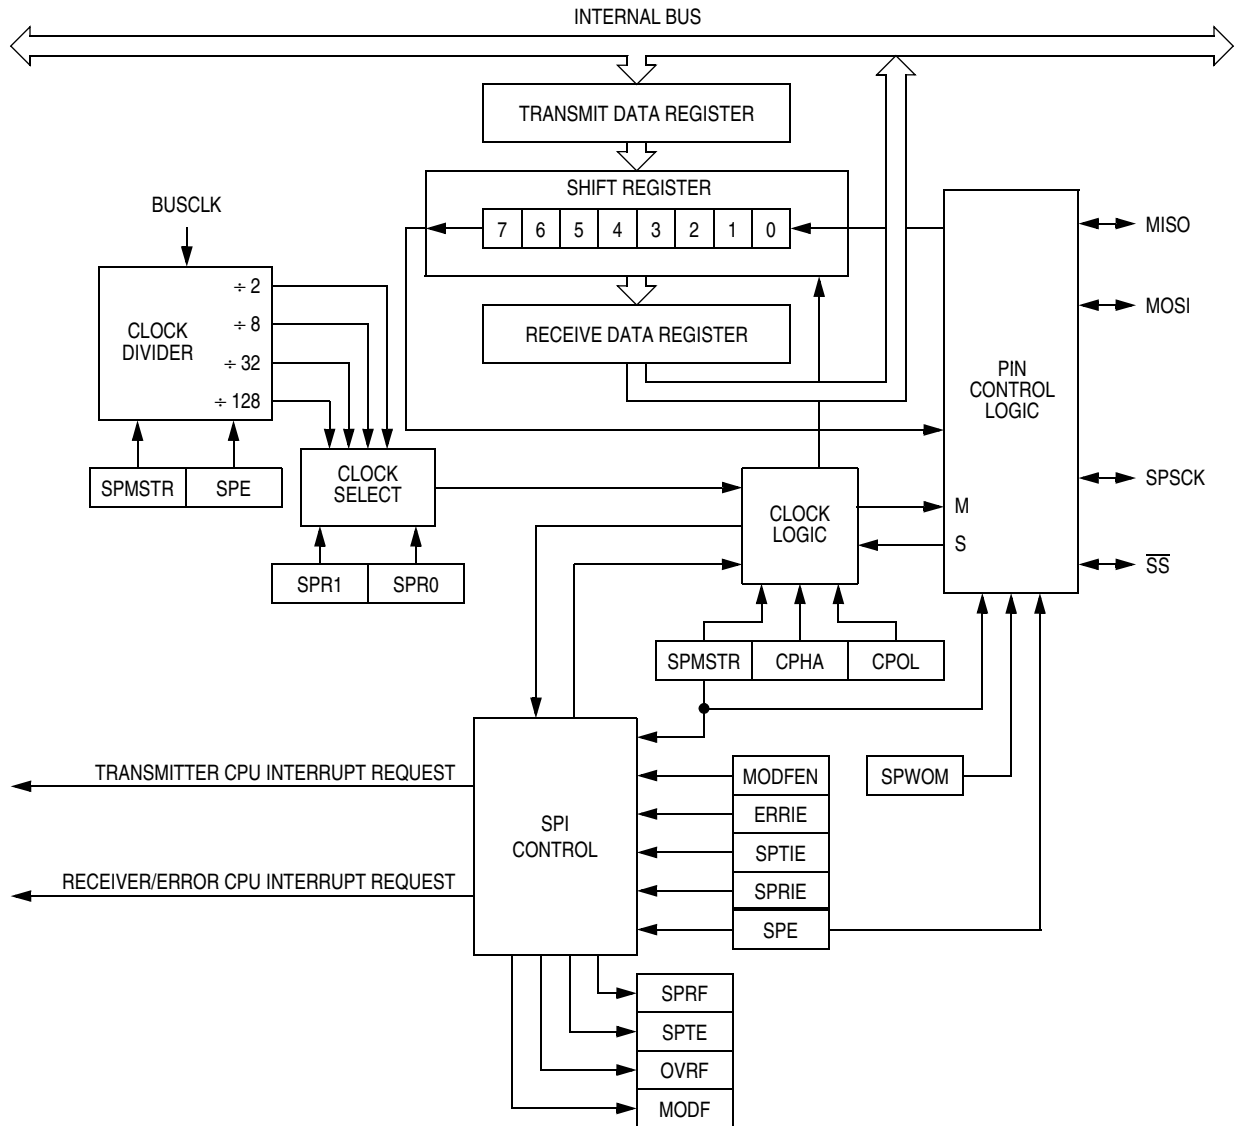 INTERNAL BUS
TRANSMIT DATA REGISTER
SHIFT REGISTER
7 6 5 4 3 2 1 0
RECEIVE DATA REGISTER
BUSCLK
CLOCK
DIVIDER
÷ 2
÷ 8
÷ 32
÷ 128
SPMSTR SPE
CLOCK
SELECT
SPR1 SPR0
CLOCK
LOGIC
PIN
CONTROL
LOGIC
M
S
MISO
MOSI
SPSCK
S̅S̅
SPMSTR CPHA CPOL
TRANSMITTER CPU INTERRUPT REQUEST
RECEIVER/ERROR CPU INTERRUPT REQUEST
SPI
CONTROL
MODFEN
ERRIE
SPTIE
SPRIE
SPE
SPWOM
SPRF
SPTE
OVRF
MODF